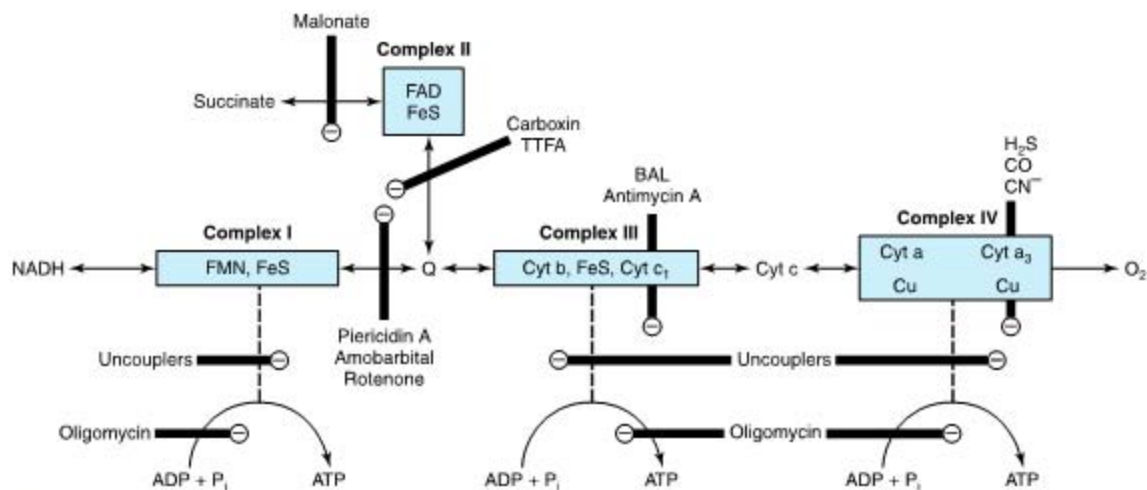 Malonate
Complex II
Succinate
FAD
FeS
Carboxin
TTFA
BAL
Antimycin A
H₂S
CO
CN⁻
Complex I
Complex III
Complex IV
NADH
FMN, FeS
Q
Cyt b, FeS, Cyt c₁
Cyt c
Cyt a
Cyt a₃
Cu
Cu
O₂
Piericidin A
Amobarbital
Rotenone
Uncouplers
Uncouplers
Oligomycin
Oligomycin
ADP + Pᵢ
ATP
ADP + Pᵢ
ATP
ADP + Pᵢ
ATP